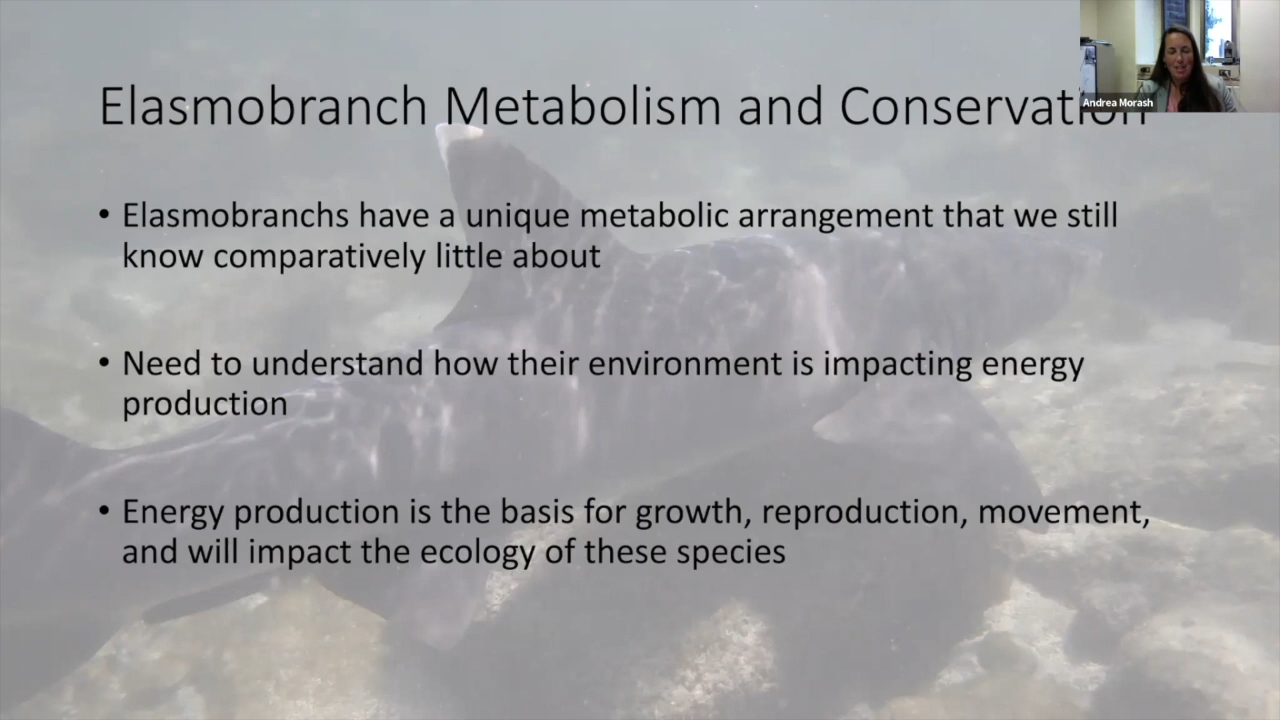 Elasmobranch Metabolism and Conservation
Andrea Morash
• Elasmobranchs have a unique metabolic arrangement that we still
know comparatively little about
• Need to understand how their environment is impacting energy
production
• Energy production is the basis for growth, reproduction, movement,
and will impact the ecology of these species